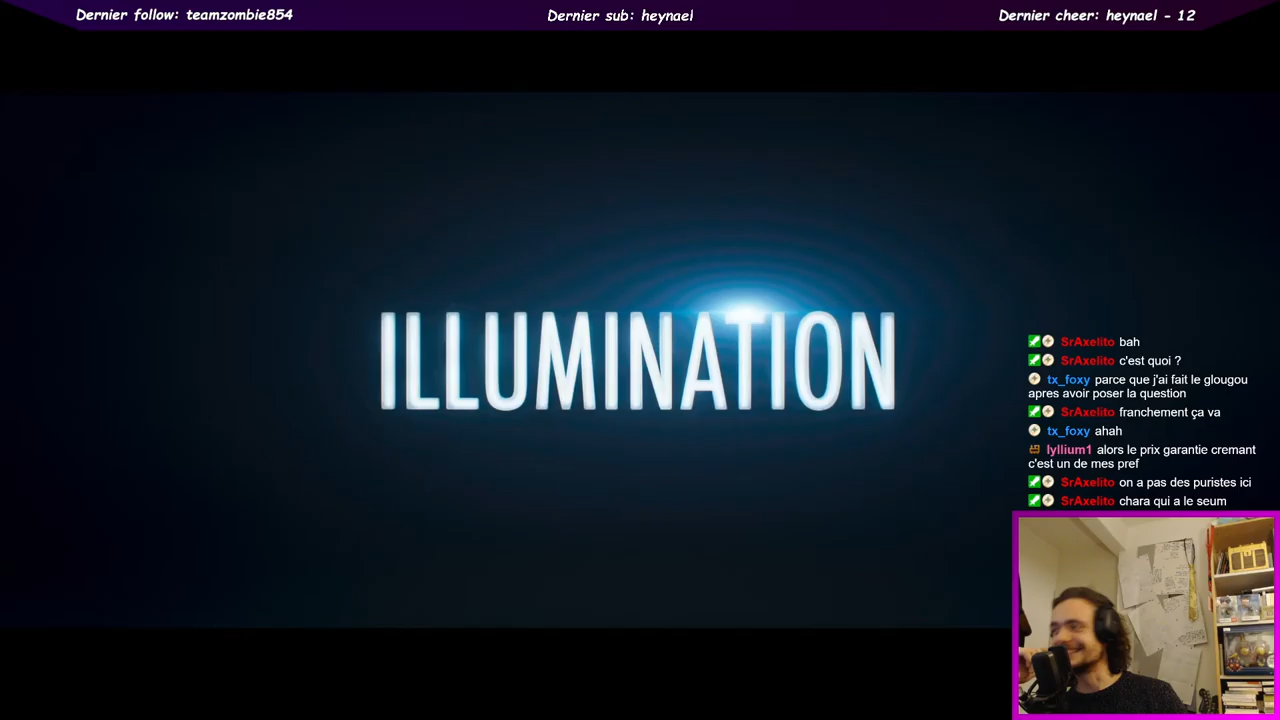 Dernier follow: teamzombie854
Dernier sub: heynael
Dernier cheer: heynael - 12
ILLUMINATION
SrAxelito bah
SrAxelito c'est quoi ?
tx_foxy parce que j'ai fait le glougou
apres avoir poser la question
SrAxelito franchement ça va
tx_foxy ahah
lyllium1 alors le prix garantie cremant
c'est un de mes pref
SrAxelito on a pas des puristes ici
SrAxelito chara qui a le seum